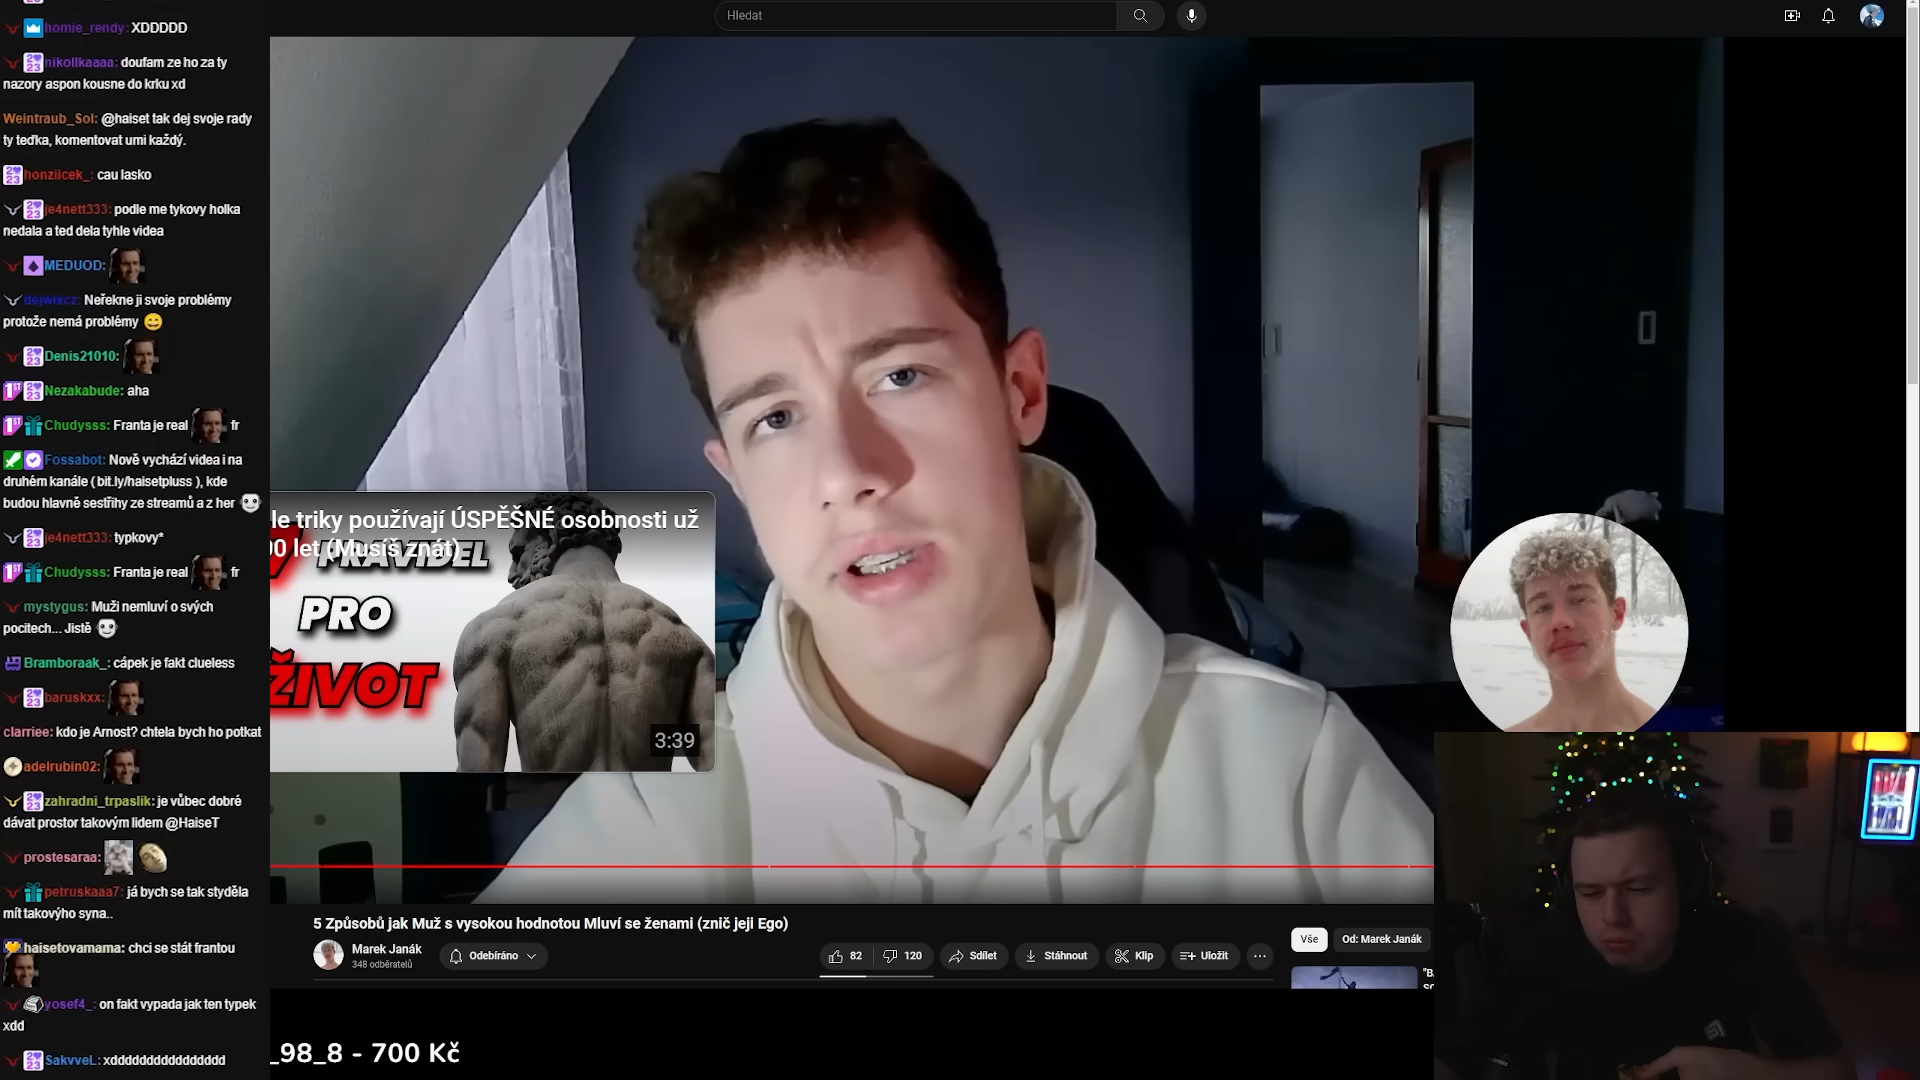 homie_rendy: XDDDDD
nikollkaaaa: doufam ze ho za ty
nazory aspon kousne do krku xd
Weintraub_Sol: @haiset tak dej svoje rady
ty teďka, komentovat umi každý.
honziicek_: cau lasko
je4nett333: podle me tykovy holka
nedala a ted dela tyhle videa
MEDUOD:
dejwixcz: Neřekne ji svoje problémy
protože nemá problémy
Denis21010:
Nezakabude: aha
Chudysss: Franta je real fr
Fossabot: Nově vychází videa i na
druhém kanále ( bit.ly/haisetpluss ), kde
budou hlavně sestřihy ze streamů a z her
je4nett333: typkovy*
Chudysss: Franta je real fr
mystygus: Muži nemluví o svých
pocitech... Jistě
Bramboraak_: cápek je fakt clueless
baruskxx:
clarriee: kdo je Arnost? chtela bych ho potkat
adelrubin02:
zahradni_trpaslik: je vůbec dobré
dávat prostor takovým lidem @HaiseT
prostesaraa:
petruskaaa7: já bych se tak styděla
mít takovýho syna..
haisetovamama: chci se stát frantou
yosef4_: on fakt vypada jak ten typek
xdd
SakvveL: xdddddddddddddddd
Hledat
le triky používají ÚSPĚŠNÉ osobnosti už
00 let (Musíš znát)
PRAVIDEL
PRO
ŽIVOT
3:39
5 Způsobů jak Muž s vysokou hodnotou Mluví se ženami (znič jeji Ego)
Marek Janák
348 odběratelů
Odebíráno
82
120
Sdílet
Stáhnout
Klip
Uložit
Vše
Od: Marek Janák
_98_8 - 700 Kč